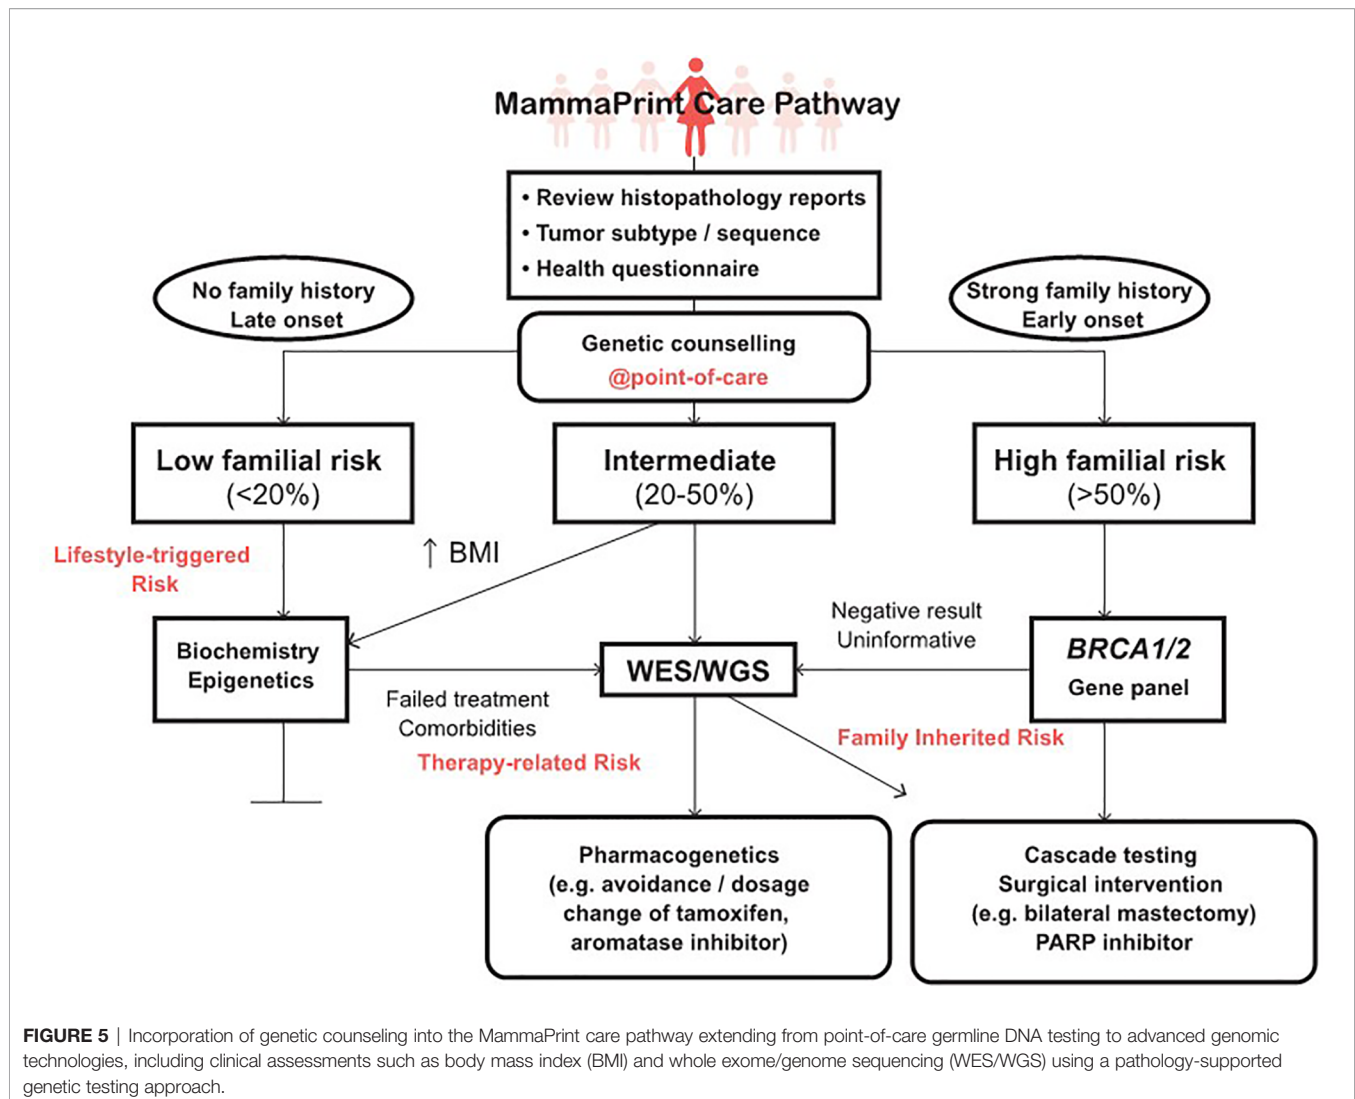 MammaPrint Care Pathway
• Review histopathology reports
• Tumor subtype / sequence
• Health questionnaire
No family history
Late onset
Strong family history
Early onset
Genetic counselling
@point-of-care
Low familial risk
(<20%)
Intermediate
(20-50%)
High familial risk
(>50%)
Lifestyle-triggered
Risk
↑ BMI
Negative result
Uninformative
Biochemistry
Epigenetics
WES/WGS
BRCA1/2
Gene panel
Failed treatment
Comorbidities
Therapy-related Risk
Family Inherited Risk
Pharmacogenetics
(e.g. avoidance / dosage
change of tamoxifen,
aromatase inhibitor)
Cascade testing
Surgical intervention
(e.g. bilateral mastectomy)
PARP inhibitor
FIGURE 5 | Incorporation of genetic counseling into the MammaPrint care pathway extending from point-of-care germline DNA testing to advanced genomic
technologies, including clinical assessments such as body mass index (BMI) and whole exome/genome sequencing (WES/WGS) using a pathology-supported
genetic testing approach.